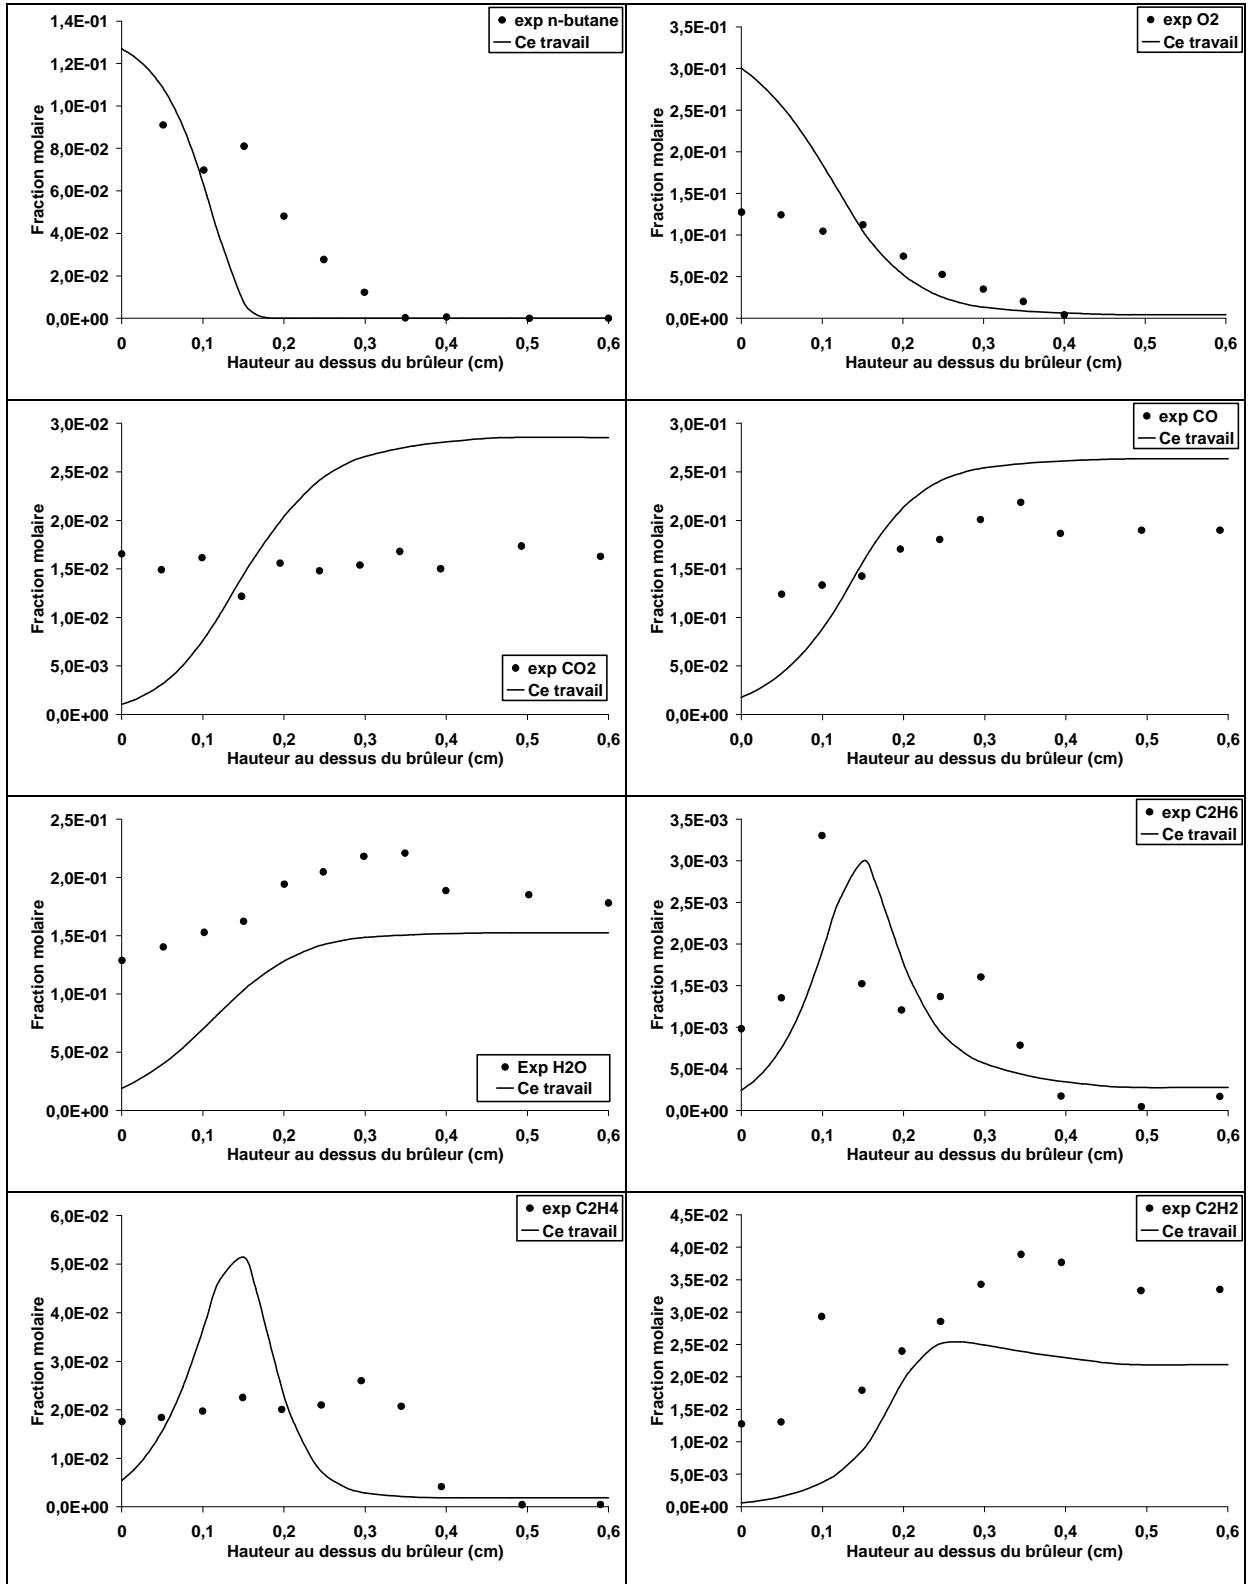 exp n-butane
Ce travail
Fraction molaire
1,4E-01
1,2E-01
1,0E-01
8,0E-02
6,0E-02
4,0E-02
2,0E-02
0,0E+00
0 0,1 0,2 0,3 0,4 0,5 0,6
Hauteur au dessus du brûleur (cm)
exp O2
Ce travail
Fraction molaire
3,5E-01
3,0E-01
2,5E-01
2,0E-01
1,5E-01
1,0E-01
5,0E-02
0,0E+00
0 0,1 0,2 0,3 0,4 0,5 0,6
Hauteur au dessus du brûleur (cm)
Fraction molaire
3,0E-02
2,5E-02
2,0E-02
1,5E-02
1,0E-02
5,0E-03
0,0E+00
exp CO2
Ce travail
0 0,1 0,2 0,3 0,4 0,5 0,6
Hauteur au dessus du brûleur (cm)
exp CO
Ce travail
Fraction molaire
3,0E-01
2,5E-01
2,0E-01
1,5E-01
1,0E-01
5,0E-02
0,0E+00
0,0 0,1 0,2 0,3 0,4 0,5 0,6
Hauteur au dessus du brûleur (cm)
Fraction molaire
2,5E-01
2,0E-01
1,5E-01
1,0E-01
5,0E-02
0,0E+00
Exp H2O
Ce travail
0 0,1 0,2 0,3 0,4 0,5 0,6
Hauteur au dessus du brûleur (cm)
exp C2H6
Ce travail
Fraction molaire
3,5E-03
3,0E-03
2,5E-03
2,0E-03
1,5E-03
1,0E-03
5,0E-04
0,0E+00
0 0,1 0,2 0,3 0,4 0,5 0,6
Hauteur au dessus du brûleur (cm)
exp C2H4
Ce travail
Fraction molaire
6,0E-02
5,0E-02
4,0E-02
3,0E-02
2,0E-02
1,0E-02
0,0E+00
0 0,1 0,2 0,3 0,4 0,5 0,6
Hauteur au dessus du brûleur (cm)
exp C2H2
Ce travail
Fraction molaire
4,5E-02
4,0E-02
3,5E-02
3,0E-02
2,5E-02
2,0E-02
1,5E-02
1,0E-02
5,0E-03
0,0E+00
0 0,1 0,2 0,3 0,4 0,5 0,6
Hauteur au dessus du brûleur (cm)